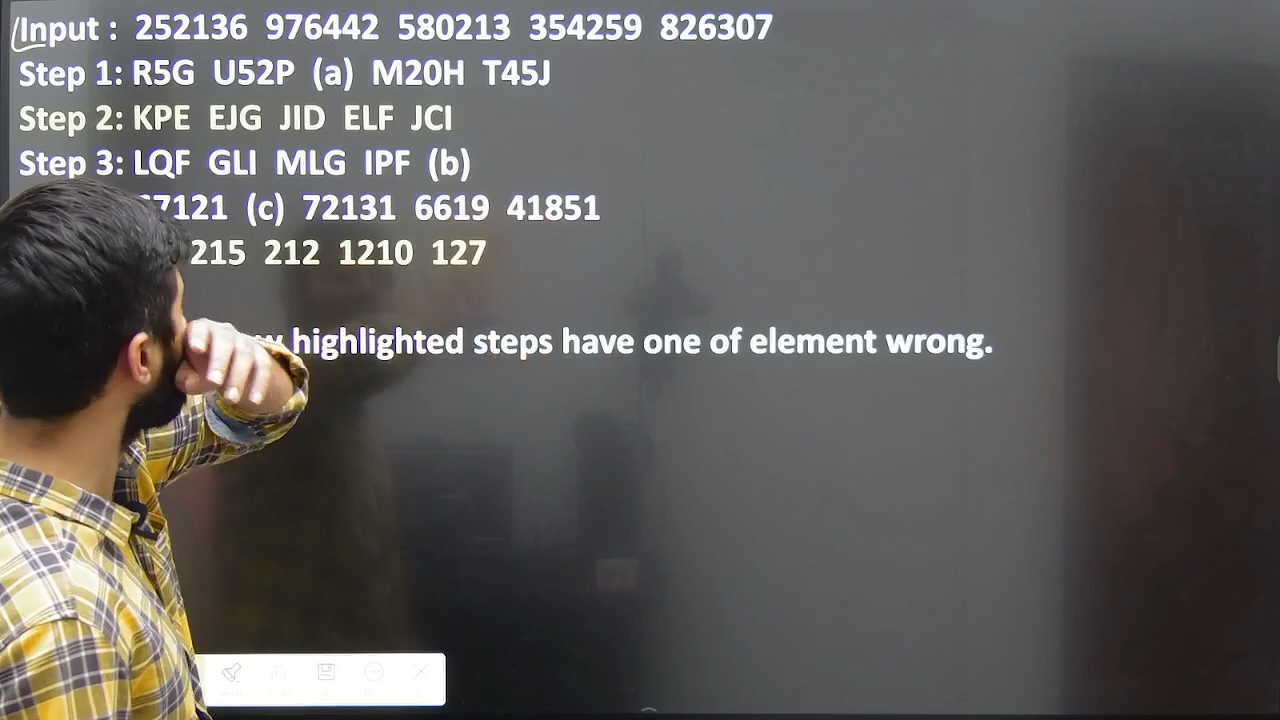 Input : 252136 976442 580213 354259 826307
Step 1: R5G U52P (a) M20H T45J
Step 2: KPE EJG JID ELF JCI
Step 3: LQF GLI MLG IPF (b)
67121 (c) 72131 6619 41851
215 212 1210 127
highlighted steps have one of element wrong.